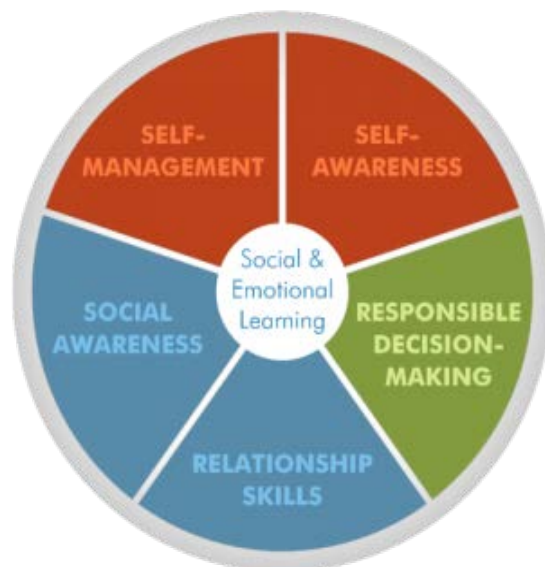 SELF-
MANAGEMENT
SELF-
AWARENESS
SOCIAL
AWARENESS
Social &
Emotional
Learning
RESPONSIBLE
DECISION-
MAKING
RELATIONSHIP
SKILLS